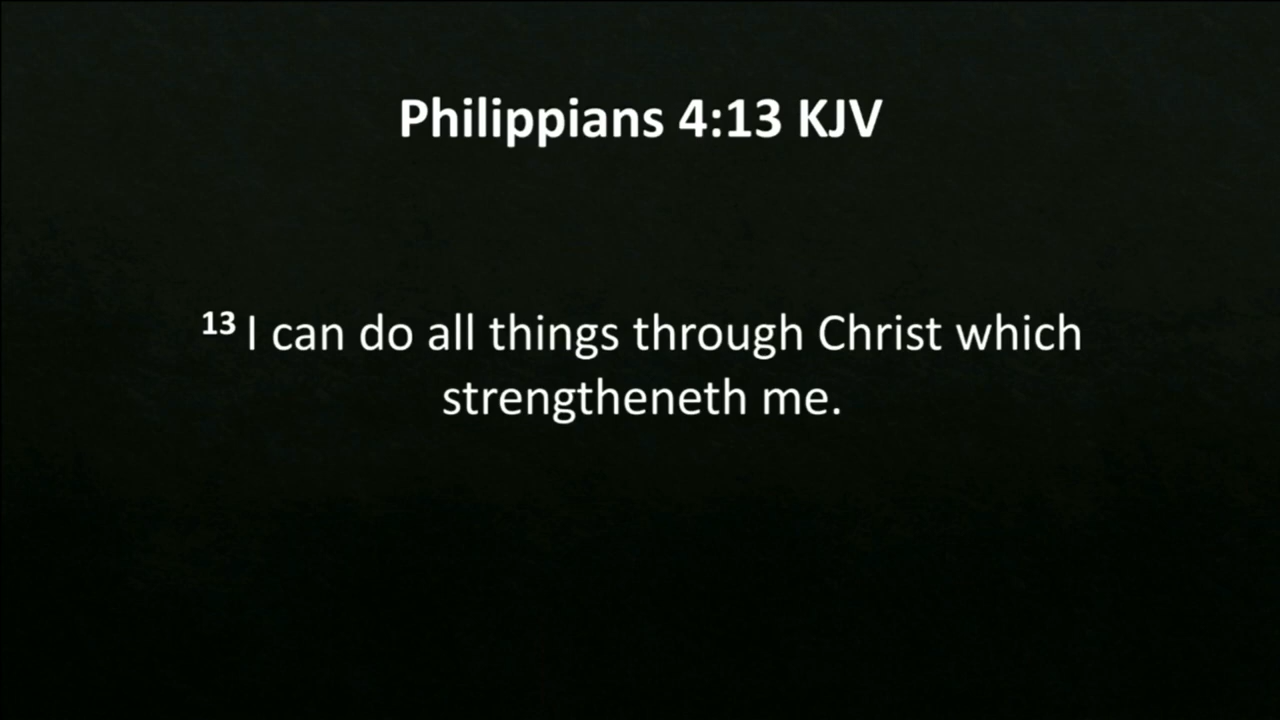 Philippians 4:13 KJV
13 I can do all things through Christ which
strengtheneth me.